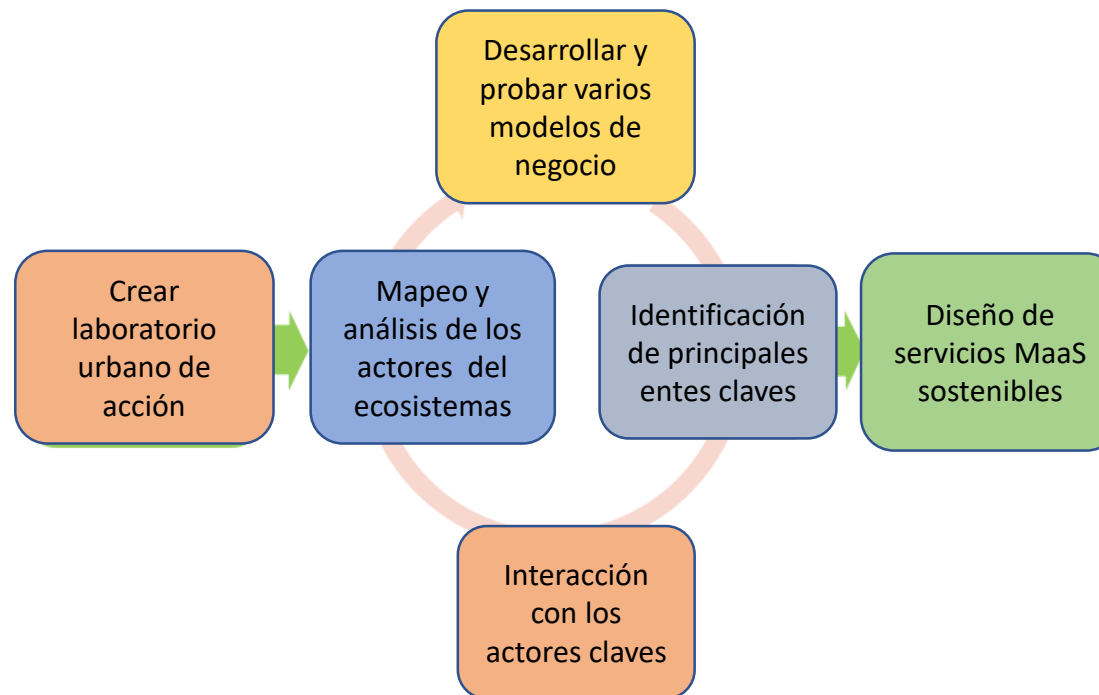 Desarrollar y
probar varios
modelos de
negocio
Crear
laboratorio
urbano de
acción
Mapeo y
análisis de los
actores  del
ecosistemas
Identificación
de principales
entes claves
Diseño de
servicios MaaS
sostenibles
Interacción
con los
actores claves